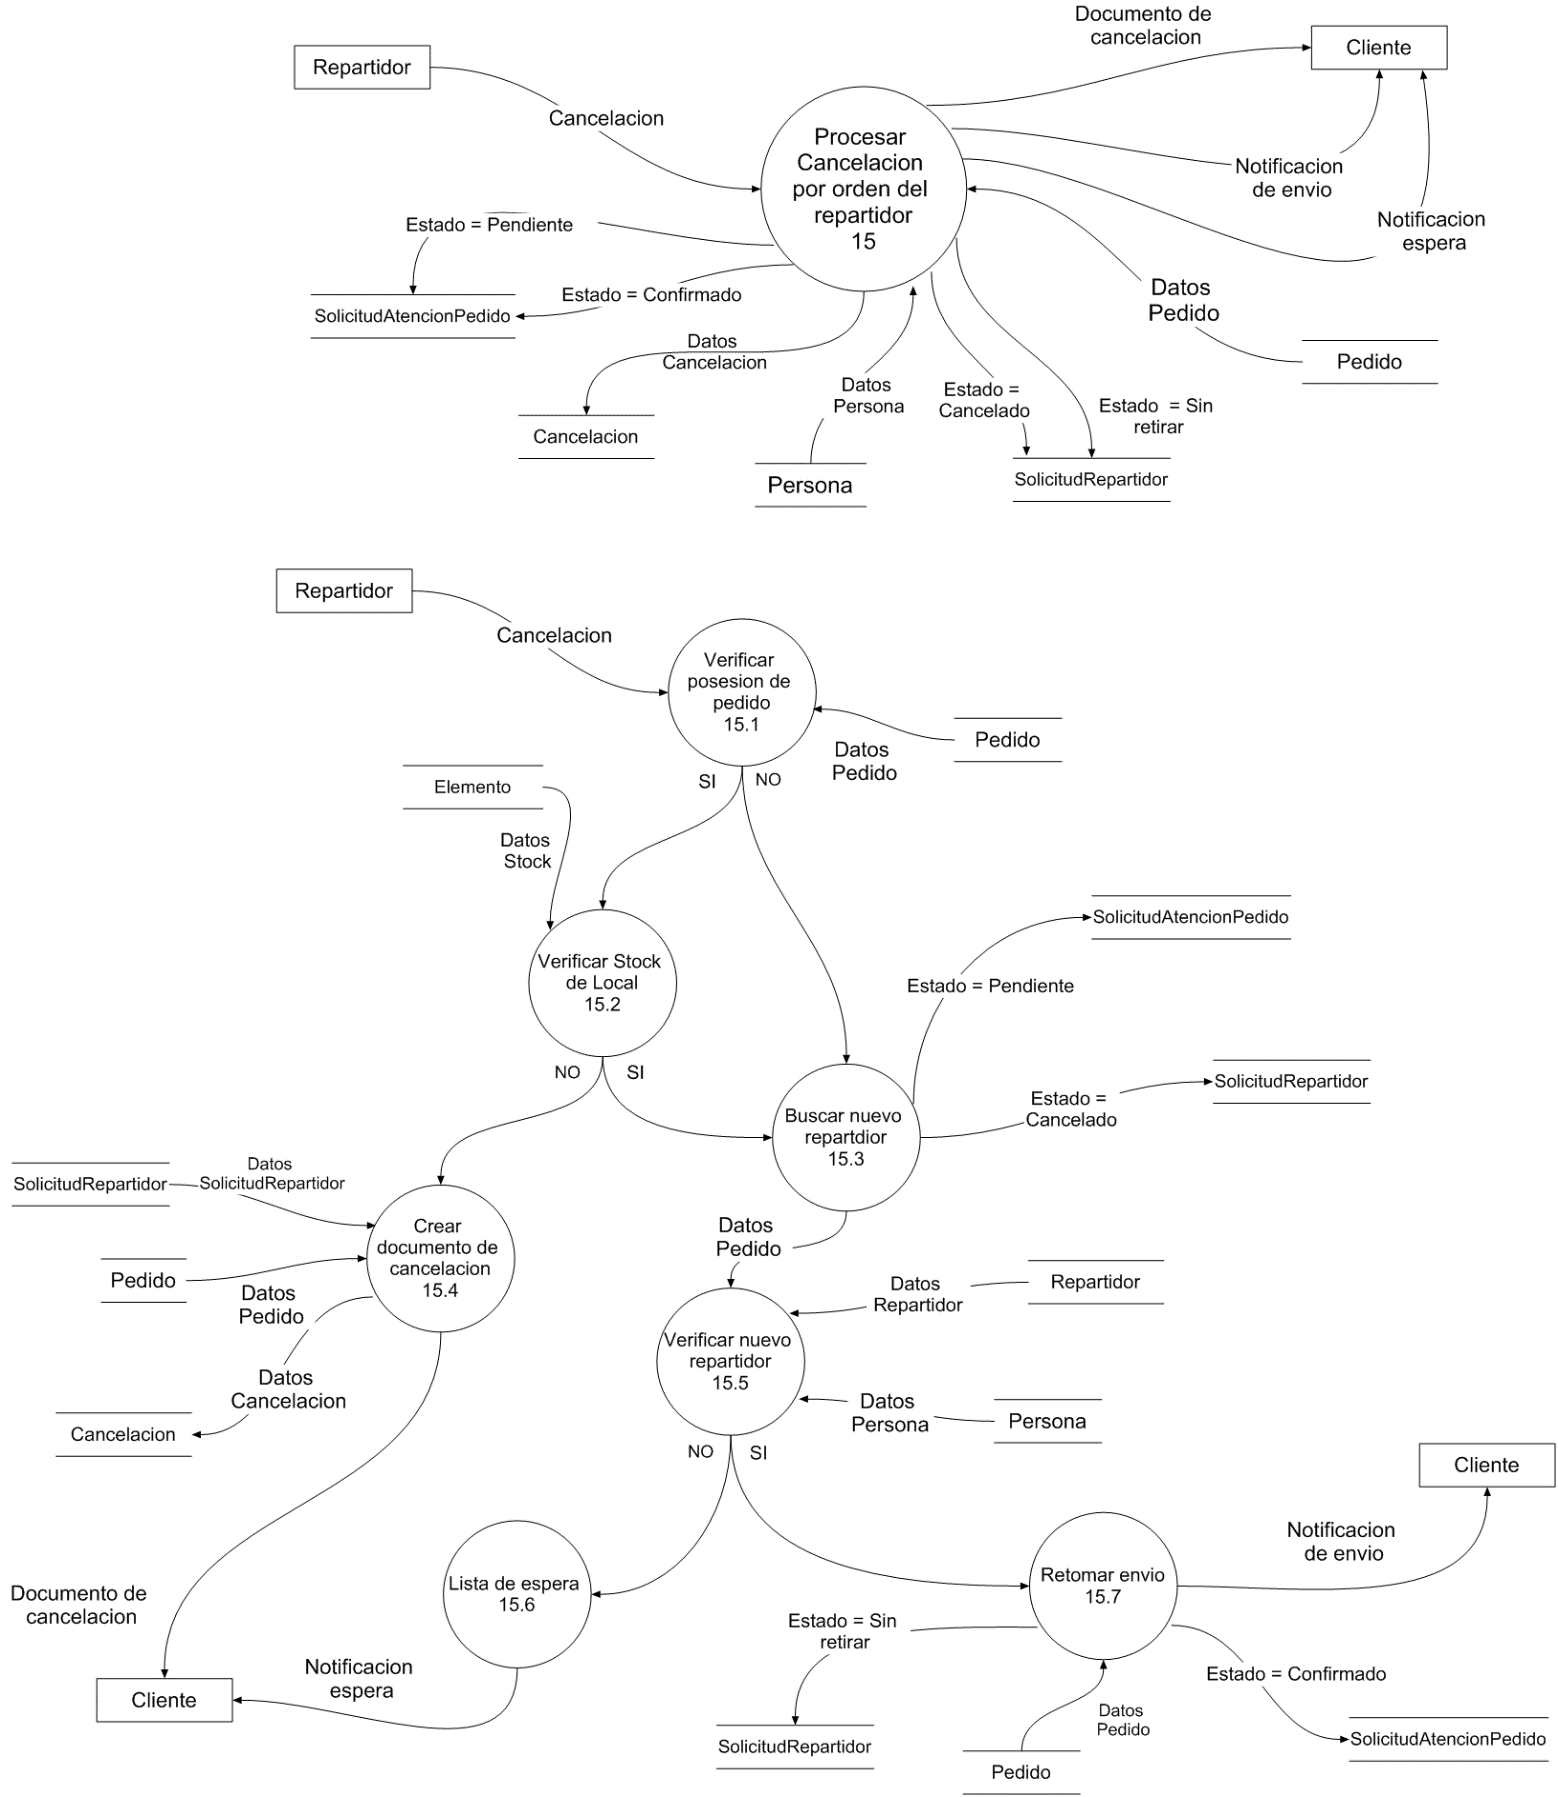 Documento de
cancelacion
Cliente
Repartidor
Cancelacion
Procesar
Cancelacion
por orden del
repartidor
15
Notificacion
de envio
Notificacion
espera
Estado = Pendiente
SolicitudAtencionPedido
Estado = Confirmado
Datos
Pedido
Pedido
Datos
Cancelacion
Cancelacion
Datos
Persona
Persona
Estado =
Cancelado
Estado = Sin
retirar
SolicitudRepartidor
Repartidor
Cancelacion
Verificar
posesion de
pedido
15.1
Pedido
Datos
Pedido
SI
NO
Elemento
Datos
Stock
Verificar Stock
de Local
15.2
SolicitudAtencionPedido
Estado = Pendiente
NO
SI
Buscar nuevo
repartdior
15.3
Estado =
Cancelado
SolicitudRepartidor
SolicitudRepartidor
Datos
SolicitudRepartidor
Pedido
Datos
Pedido
Crear
documento de
cancelacion
15.4
Datos
Cancelacion
Cancelacion
Datos
Pedido
Verificar nuevo
repartidor
15.5
Datos
Repartidor
Repartidor
Datos
Persona
Persona
NO
SI
Cliente
Notificacion
de envio
Lista de espera
15.6
Retomar envio
15.7
Documento de
cancelacion
Cliente
Notificacion
espera
Estado = Sin
retirar
SolicitudRepartidor
Datos
Pedido
Pedido
Estado = Confirmado
SolicitudAtencionPedido